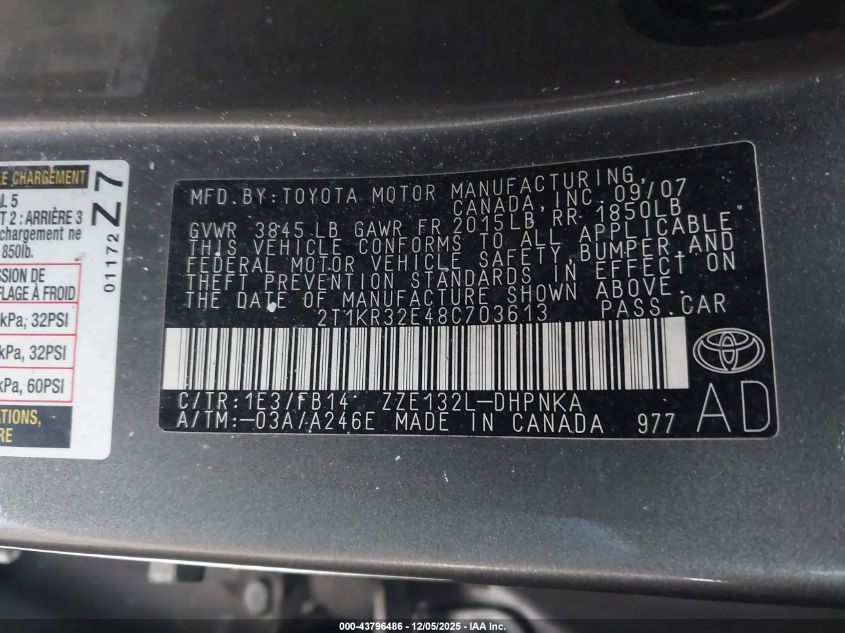 LE CHARGEMENT
AL 5
T 2 : ARRIÈRE 3
chargement ne
850lb.
SSION DE
FLAGE À FROID
kPa, 32PSI
kPa, 32PSI
kPa, 60PSI
ATIONS,
RE
01172
Z 7
MFD.BY:TOYOTA MOTOR MANUFACTURING,
CANADA,INC. 09/07
GVWR 3845 LB GAWR FR 2015LB RR 1850LB
THIS VEHICLE CONFORMS TO ALL APPLICABLE
FEDERAL MOTOR VEHICLE SAFETY,BUMPER,AND
THEFT PREVENTION STANDARDS IN EFFECT ON
THE DATE OF MANUFACTURE SHOWN ABOVE.
2T1KR32E48C703613 PASS.CAR
C/TR:1E3/FB14 ZZE132L-DHPNKA
A/TM:-03A/A246E MADE IN CANADA 977
AD
000-43796486 - 12/05/2025 - IAA Inc.